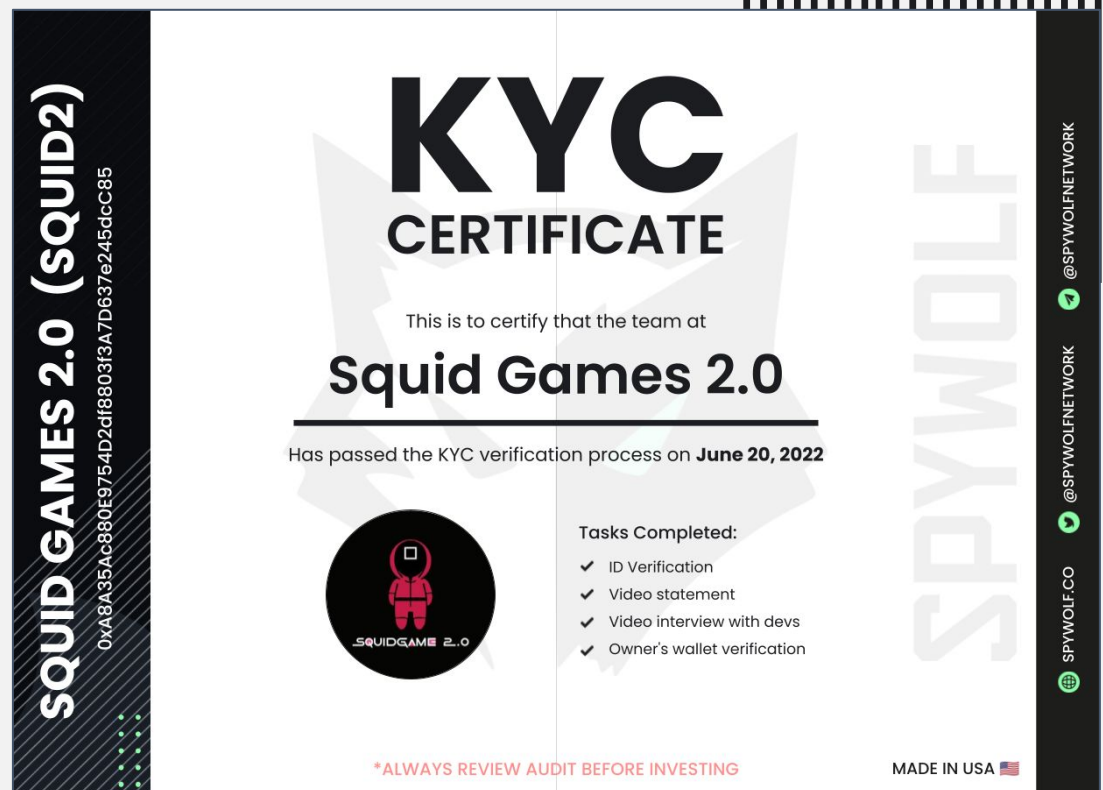 SQUID GAMES 2.0 (SQUID2)
0xA8A35Ac880E9754D2df8803f3A7D637e245dcC85
KYC
CERTIFICATE
This is to certify that the team at
Squid Games 2.0
Has passed the KYC verification process on June 20, 2022
SQUIDGAME 2.0
Tasks Completed:
ID Verification
Video statement
Video interview with devs
Owner's wallet verification
*ALWAYS REVIEW AUDIT BEFORE INVESTING
MADE IN USA
SPYWOLF
SPYWOLF.CO
@SPYWOLFNETWORK
@SPYWOLFNETWORK